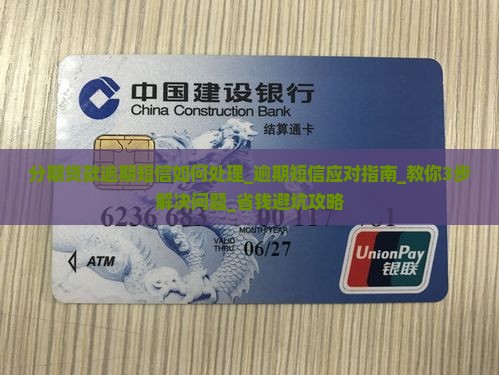 中国建设银行
China Construction Bank
结算通卡
分期贷款逾期短信如何处理_逾期短信应对指南_教你3步
解决问题_省钱避坑攻略
6236 683
MONTH/YEAR
VALID
THRU
06/27
ATM
UnionPay
银联